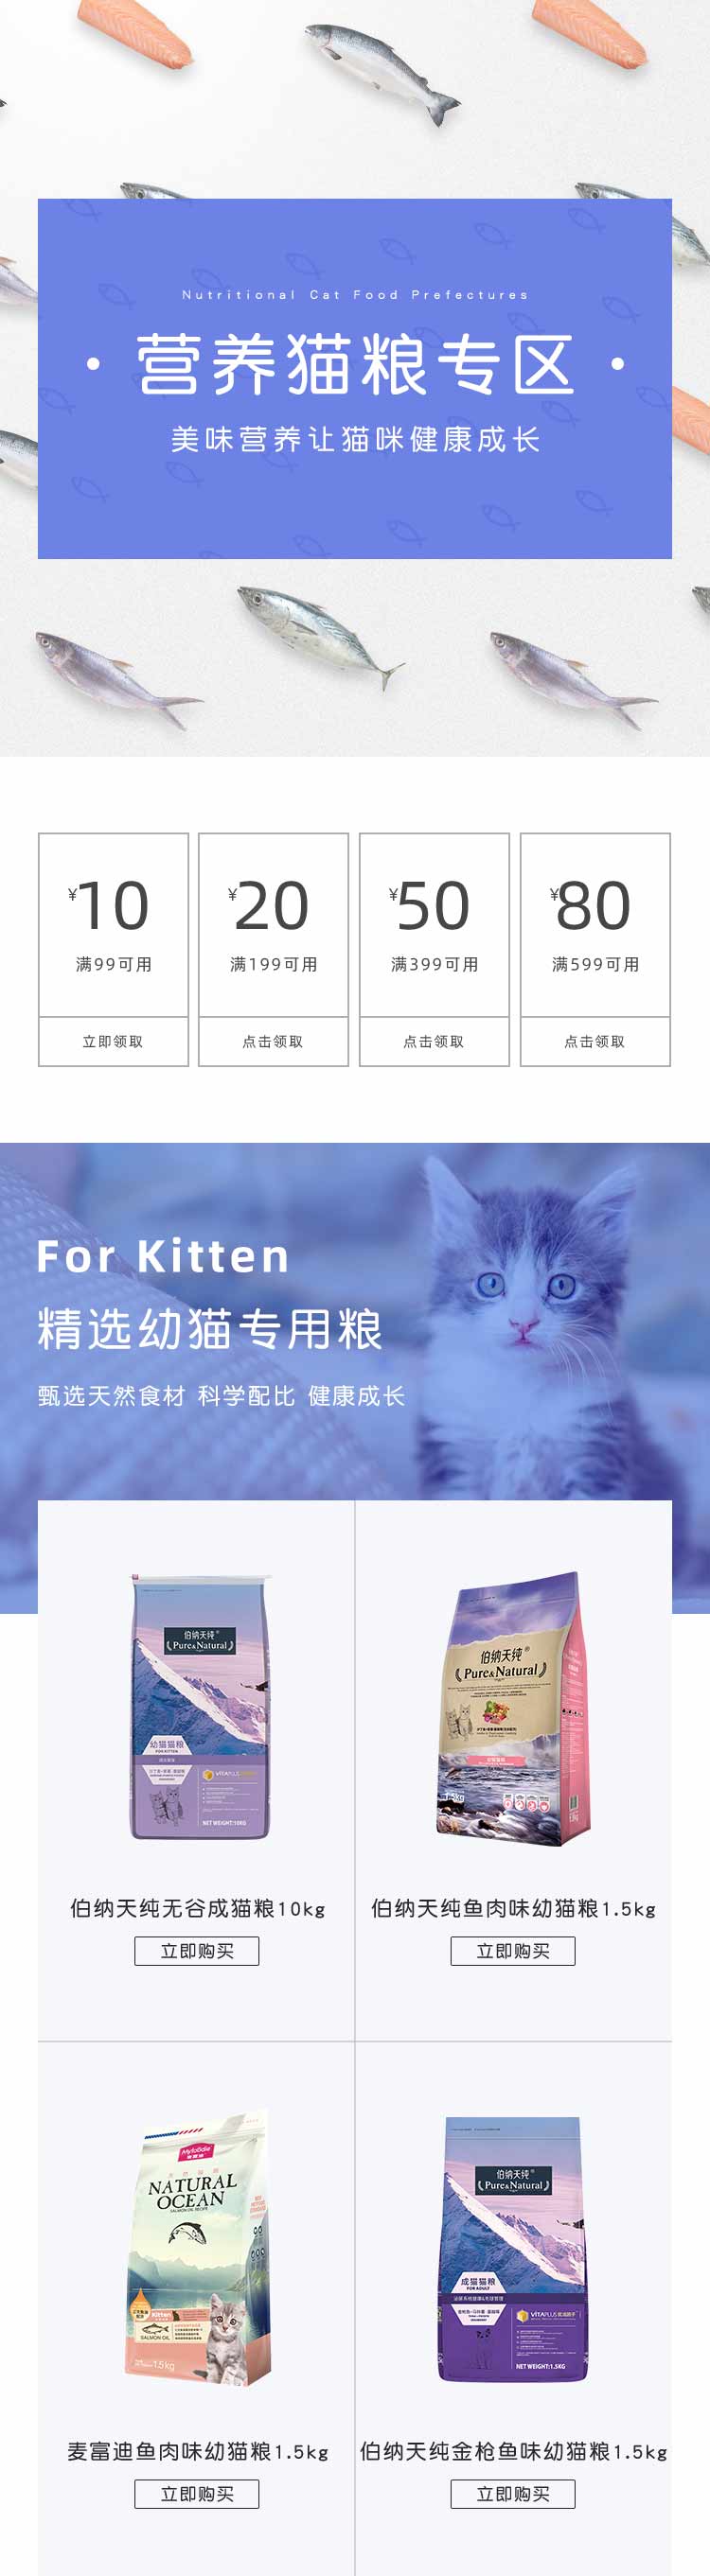 Nutritional Cat Food Prefectures
• 营养猫粮专区 •
美味营养让猫咪健康成长
¥10
满99可用
立即领取
¥20
满199可用
点击领取
¥50
满399可用
点击领取
¥80
满599可用
点击领取
For Kitten
精选幼猫专用粮
甄选天然食材 科学配比 健康成长
伯纳天纯®
Pure&Natural
幼猫猫粮
FOR KITTEN
VITAPLUS
NET WEIGHT:10KG
伯纳天纯无谷成猫粮10kg
立即购买
伯纳天纯®
Pure&Natural
伯纳天纯鱼肉味幼猫粮1.5kg
立即购买
Myfoodie
NATURAL
OCEAN
SALMON OIL RECIPE
Kitten
SALMON OIL
1.5kg
麦富迪鱼肉味幼猫粮1.5kg
立即购买
伯纳天纯®
Pure&Natural
成猫猫粮
FOR ADULT
VITAPLUS
NET WEIGHT:1.5KG
伯纳天纯金枪鱼味幼猫粮1.5kg
立即购买